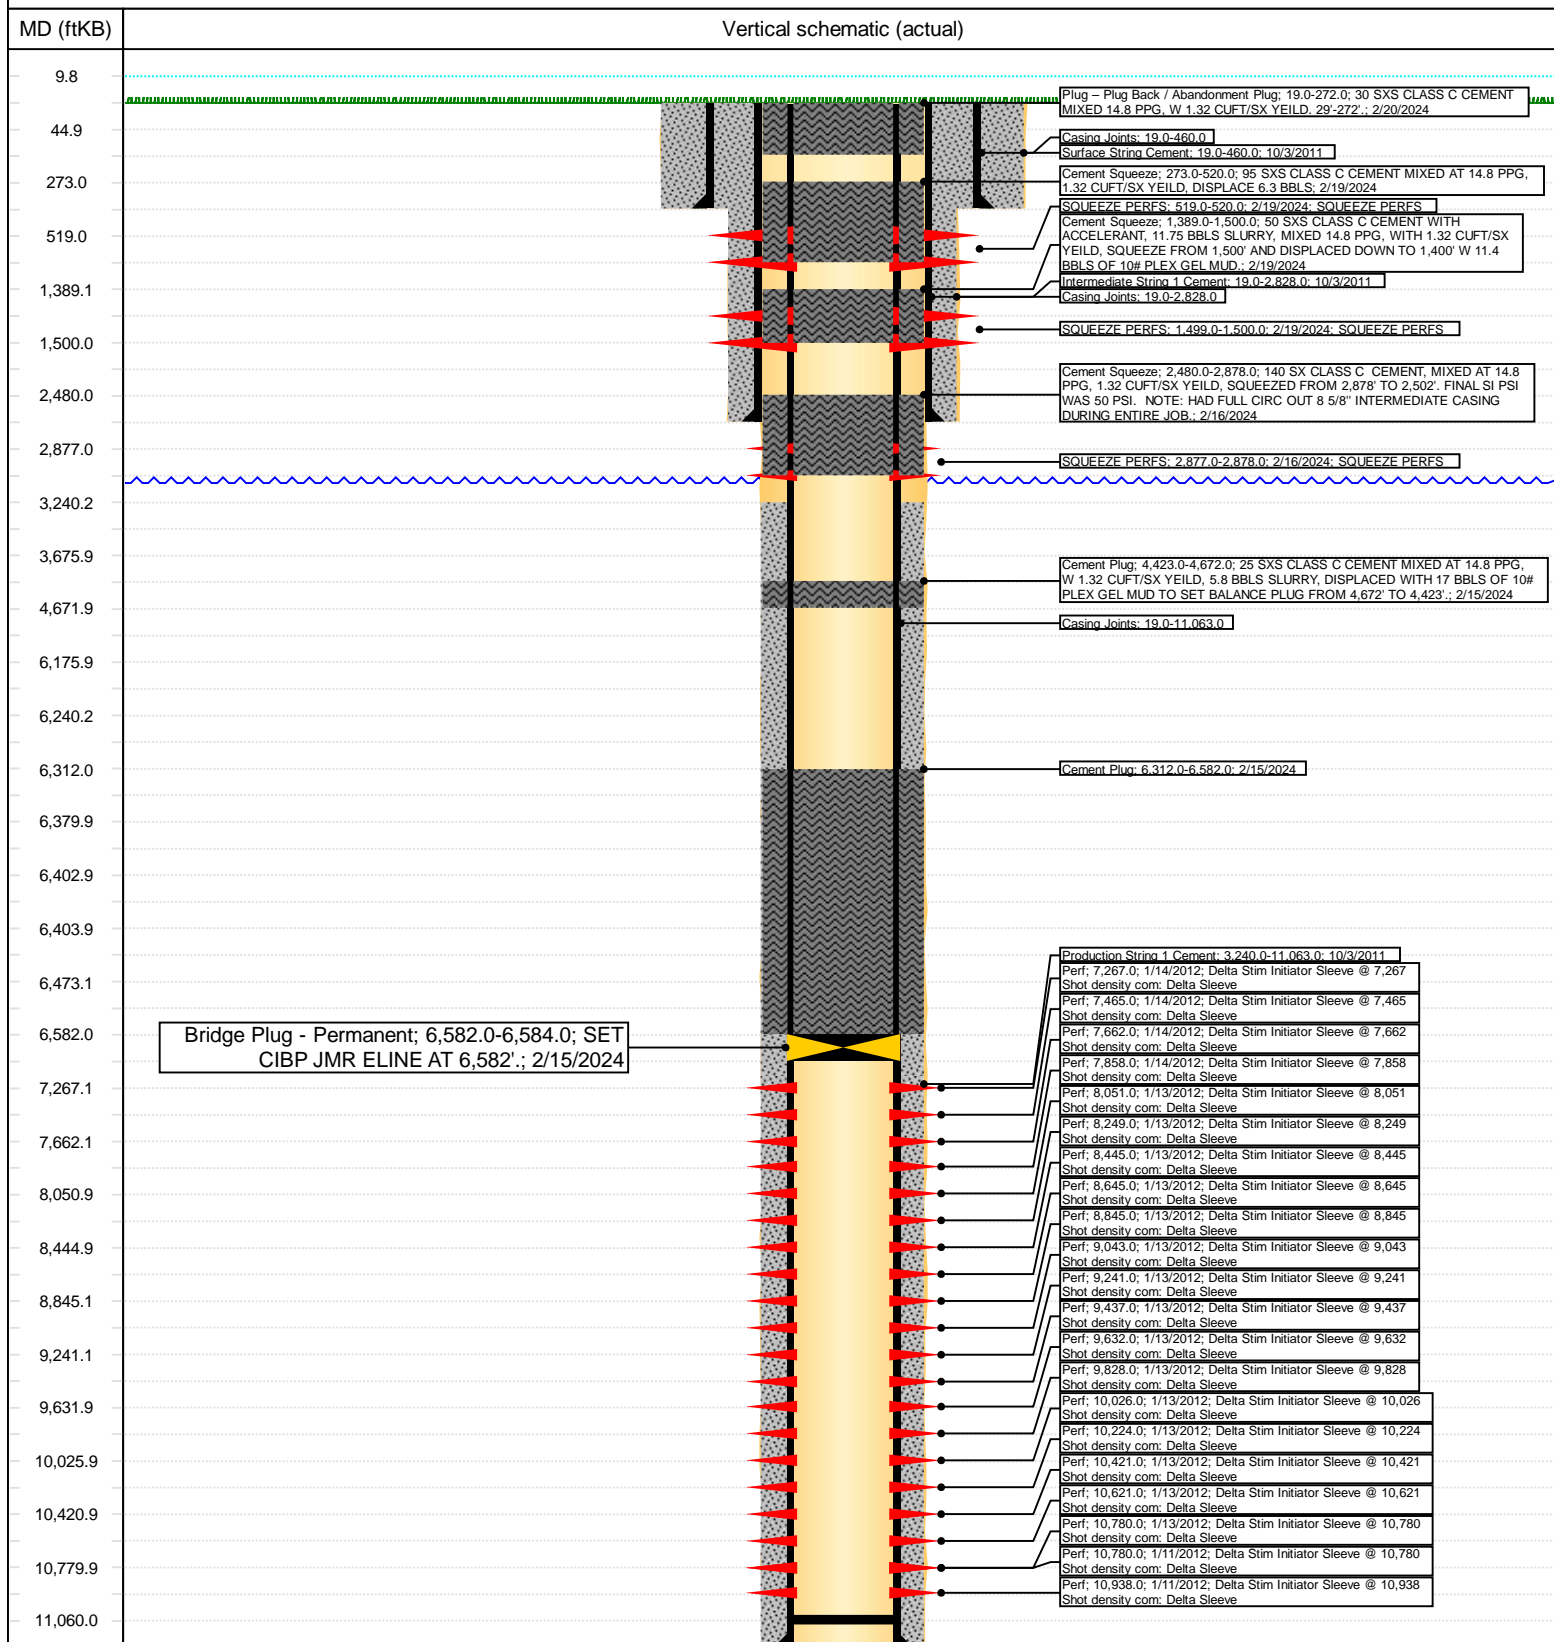 MD (ftKB)
Vertical schematic (actual)
9.8
44.9
273.0
519.0
1,389.1
1,500.0
2,480.0
2,877.0
3,240.2
3,675.9
4,671.9
6,175.9
6,240.2
6,312.0
6,379.9
6,402.9
6,403.9
6,473.1
6,582.0
7,267.1
7,662.1
8,050.9
8,444.9
8,845.1
9,241.1
9,631.9
10,025.9
10,420.9
10,779.9
11,060.0
Bridge Plug - Permanent; 6,582.0-6,584.0; SET
CIBP JMR ELINE AT 6,582'.; 2/15/2024
Plug – Plug Back / Abandonment Plug; 19.0-272.0; 30 SXS CLASS C CEMENT
MIXED 14.8 PPG, W 1.32 CUFT/SX YEILD. 29'-272'.; 2/20/2024
Casing Joints; 19.0-460.0
Surface String Cement; 19.0-460.0; 10/3/2011
Cement Squeeze; 273.0-520.0; 95 SXS CLASS C CEMENT MIXED AT 14.8 PPG,
1.32 CUFT/SX YEILD, DISPLACE 6.3 BBLS; 2/19/2024
SQUEEZE PERFS; 519.0-520.0; 2/19/2024; SQUEEZE PERFS
Cement Squeeze; 1,389.0-1,500.0; 50 SXS CLASS C CEMENT WITH
ACCELERANT, 11.75 BBLS SLURRY, MIXED 14.8 PPG, WITH 1.32 CUFT/SX
YEILD, SQUEEZE FROM 1,500' AND DISPLACED DOWN TO 1,400' W 11.4
BBLS OF 10# PLEX GEL MUD.; 2/19/2024
Intermediate String 1 Cement; 19.0-2,828.0; 10/3/2011
Casing Joints; 19.0-2,828.0
SQUEEZE PERFS; 1,499.0-1,500.0; 2/19/2024; SQUEEZE PERFS
Cement Squeeze; 2,480.0-2,878.0; 140 SX CLASS C  CEMENT, MIXED AT 14.8
PPG, 1.32 CUFT/SX YEILD, SQUEEZED FROM 2,878' TO 2,502'. FINAL SI PSI
WAS 50 PSI.  NOTE: HAD FULL CIRC OUT 8 5/8" INTERMEDIATE CASING
DURING ENTIRE JOB.; 2/16/2024
SQUEEZE PERFS; 2,877.0-2,878.0; 2/16/2024; SQUEEZE PERFS
Cement Plug; 4,423.0-4,672.0; 25 SXS CLASS C CEMENT MIXED AT 14.8 PPG,
W 1.32 CUFT/SX YEILD, 5.8 BBLS SLURRY, DISPLACED WITH 17 BBLS OF 10#
PLEX GEL MUD TO SET BALANCE PLUG FROM 4,672' TO 4,423'.; 2/15/2024
Casing Joints; 19.0-11,063.0
Cement Plug; 6,312.0-6,582.0; 2/15/2024
Production String 1 Cement; 3,240.0-11,063.0; 10/3/2011
Perf; 7,267.0; 1/14/2012; Delta Stim Initiator Sleeve @ 7,267
Shot density com: Delta Sleeve
Perf; 7,465.0; 1/14/2012; Delta Stim Initiator Sleeve @ 7,465
Shot density com: Delta Sleeve
Perf; 7,662.0; 1/14/2012; Delta Stim Initiator Sleeve @ 7,662
Shot density com: Delta Sleeve
Perf; 7,858.0; 1/14/2012; Delta Stim Initiator Sleeve @ 7,858
Shot density com: Delta Sleeve
Perf; 8,051.0; 1/13/2012; Delta Stim Initiator Sleeve @ 8,051
Shot density com: Delta Sleeve
Perf; 8,249.0; 1/13/2012; Delta Stim Initiator Sleeve @ 8,249
Shot density com: Delta Sleeve
Perf; 8,445.0; 1/13/2012; Delta Stim Initiator Sleeve @ 8,445
Shot density com: Delta Sleeve
Perf; 8,645.0; 1/13/2012; Delta Stim Initiator Sleeve @ 8,645
Shot density com: Delta Sleeve
Perf; 8,845.0; 1/13/2012; Delta Stim Initiator Sleeve @ 8,845
Shot density com: Delta Sleeve
Perf; 9,043.0; 1/13/2012; Delta Stim Initiator Sleeve @ 9,043
Shot density com: Delta Sleeve
Perf; 9,241.0; 1/13/2012; Delta Stim Initiator Sleeve @ 9,241
Shot density com: Delta Sleeve
Perf; 9,437.0; 1/13/2012; Delta Stim Initiator Sleeve @ 9,437
Shot density com: Delta Sleeve
Perf; 9,632.0; 1/13/2012; Delta Stim Initiator Sleeve @ 9,632
Shot density com: Delta Sleeve
Perf; 9,828.0; 1/13/2012; Delta Stim Initiator Sleeve @ 9,828
Shot density com: Delta Sleeve
Perf; 10,026.0; 1/13/2012; Delta Stim Initiator Sleeve @ 10,026
Shot density com: Delta Sleeve
Perf; 10,224.0; 1/13/2012; Delta Stim Initiator Sleeve @ 10,224
Shot density com: Delta Sleeve
Perf; 10,421.0; 1/13/2012; Delta Stim Initiator Sleeve @ 10,421
Shot density com: Delta Sleeve
Perf; 10,621.0; 1/13/2012; Delta Stim Initiator Sleeve @ 10,621
Shot density com: Delta Sleeve
Perf; 10,780.0; 1/13/2012; Delta Stim Initiator Sleeve @ 10,780
Shot density com: Delta Sleeve
Perf; 10,780.0; 1/11/2012; Delta Stim Initiator Sleeve @ 10,780
Shot density com: Delta Sleeve
Perf; 10,938.0; 1/11/2012; Delta Stim Initiator Sleeve @ 10,938
Shot density com: Delta Sleeve